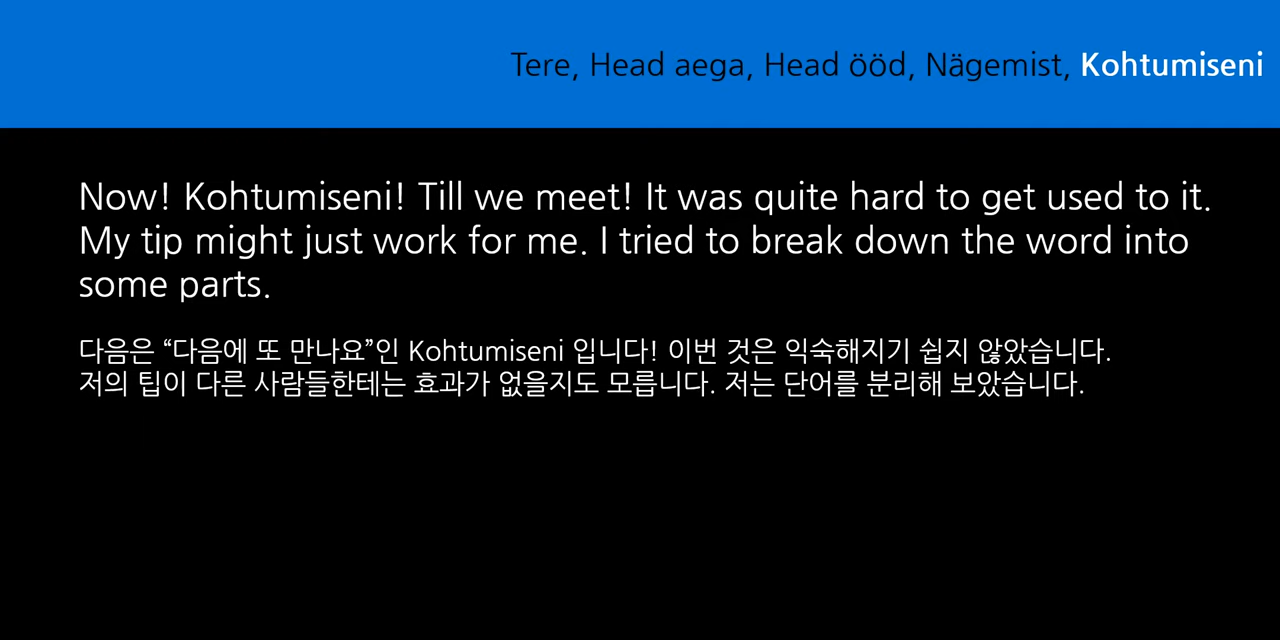 Tere, Head aega, Head ööd, Nägemist, Kohtumiseni
Now! Kohtumiseni! Till we meet! It was quite hard to get used to it.
My tip might just work for me. I tried to break down the word into
some parts.
다음은 “다음에 또 만나요”인 Kohtumiseni 입니다! 이번 것은 익숙해지기 쉽지 않았습니다.
저의 팁이 다른 사람들한테는 효과가 없을지도 모릅니다. 저는 단어를 분리해 보았습니다.